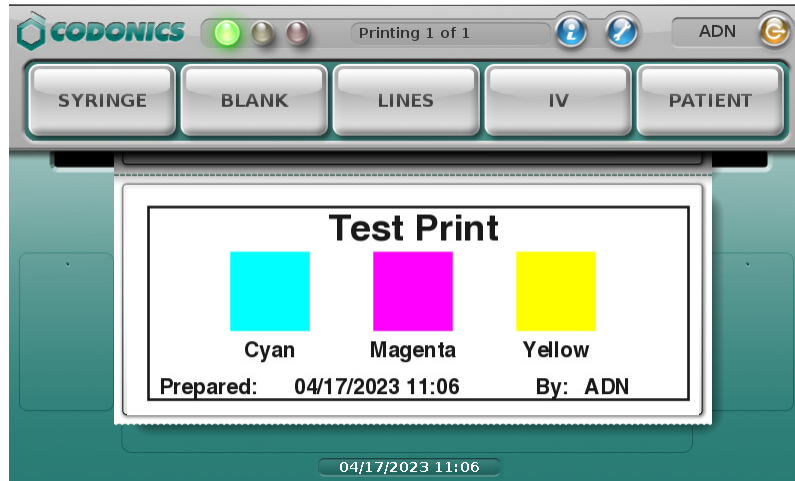 CODONICS Printing 1 of 1 ADN
SYRINGE BLANK LINES IV PATIENT
Test Print
Cyan Magenta Yellow
Prepared: 04/17/2023 11:06 By: ADN
04/17/2023 11:06